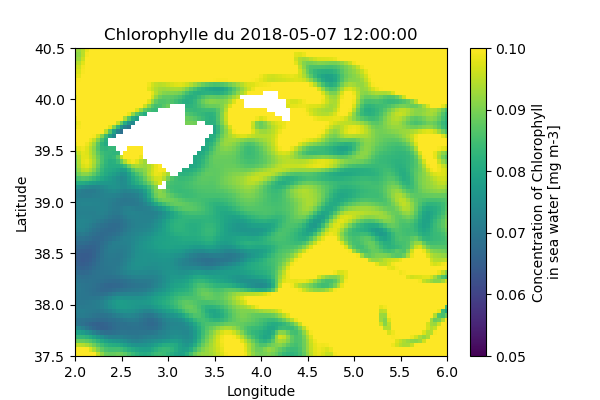 Chlorophylle du 2018-05-07 12:00:00
40.5
40.0
39.5
39.0
38.5
38.0
37.5
Latitude
2.0 2.5 3.0 3.5 4.0 4.5 5.0 5.5 6.0
Longitude
0.10
0.09
0.08
0.07
0.06
0.05
Concentration of Chlorophyll
in sea water [mg m-3]